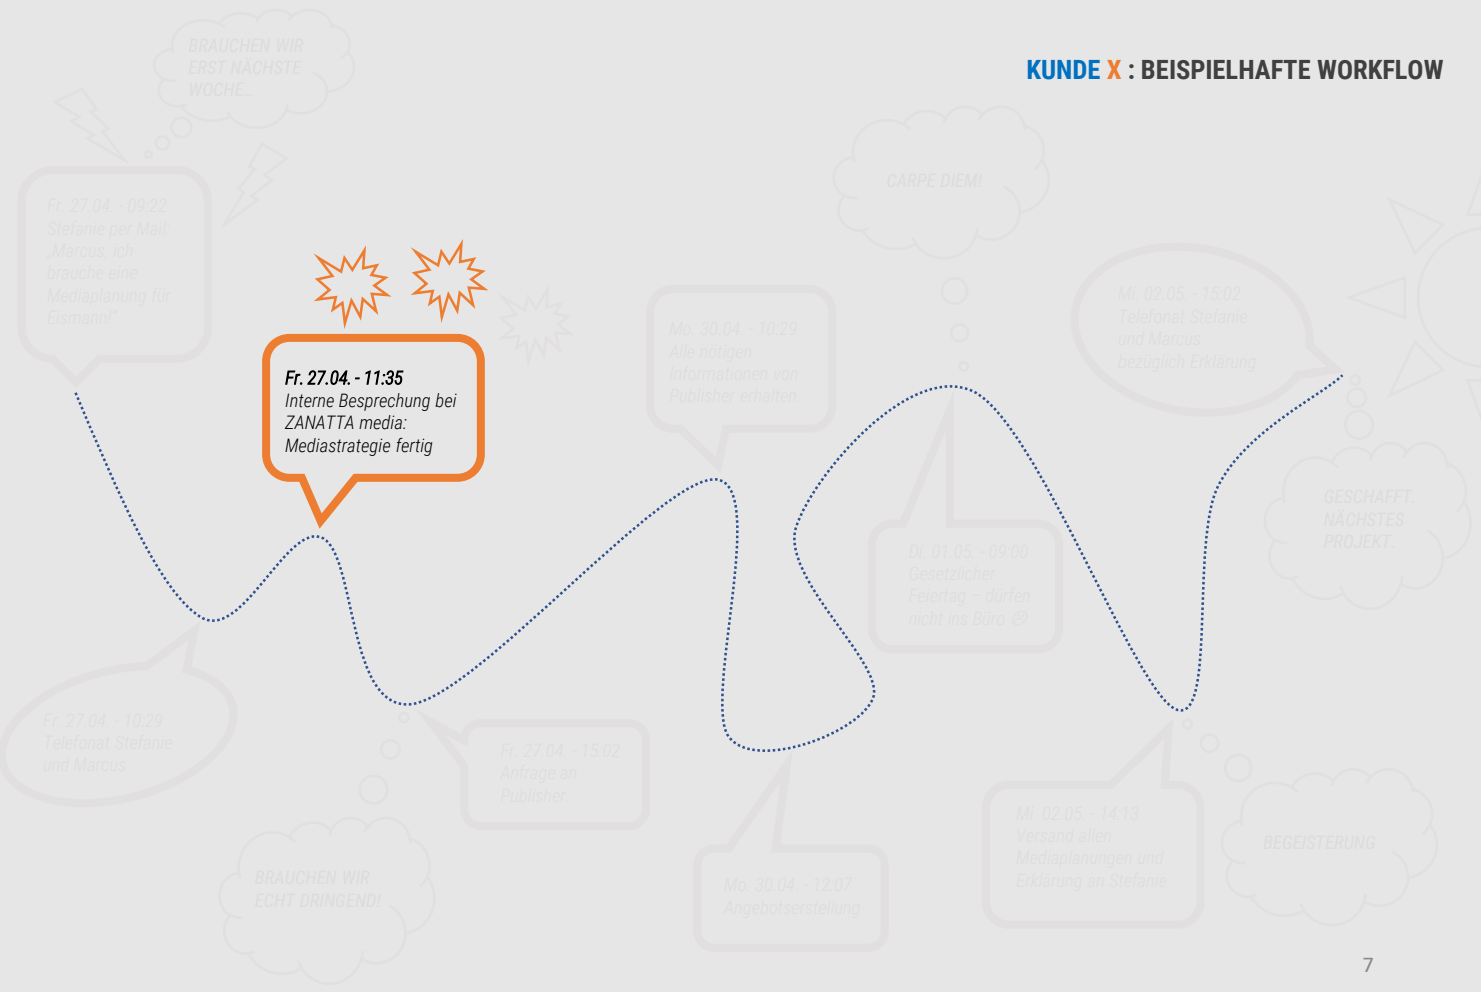 KUNDE X : BEISPIELHAFTE WORKFLOW
BRAUCHEN WIR
ERST NÄCHSTE
WOCHE…
Fr. 27.04. - 09:22
Stefanie per Mail:
„Marcus, ich
brauche eine
Mediaplanung für
Eismann!“
Fr. 27.04. - 10:29
Telefonat Stefanie
und Marcus
Fr. 27.04. - 11:35
Interne Besprechung bei
ZANATTA media:
Mediastrategie fertig
BRAUCHEN WIR
ECHT DRINGEND!
Fr. 27.04. - 15:02
Anfrage an
Publisher.
Mo. 30.04. - 10:29
Alle nötigen
Informationen von
Publisher erhalten.
Mo. 30.04. - 12:07
Angebotserstellung
CARPE DIEM!
Di. 01.05. - 09:00
Gesetzlicher
Feiertag – durften
nicht ins Büro ☹
Mi. 02.05. - 14:13
Versand allen
Mediaplanungen und
Erklärung an Stefanie
BEGEISTERUNG
Mi. 02.05. - 15:02
Telefonat Stefanie
und Marcus
bezüglich Erklärung
GESCHAFFT.
NÄCHSTES
PROJEKT.
7